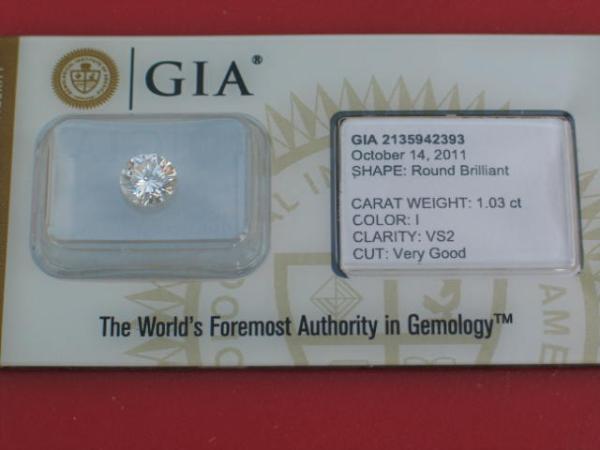 GIA®
GIA 2135942393
October 14, 2011
SHAPE: Round Brilliant
CARAT WEIGHT: 1.03 ct
COLOR: I
CLARITY: VS2
CUT: Very Good
The World's Foremost Authority in Gemology™